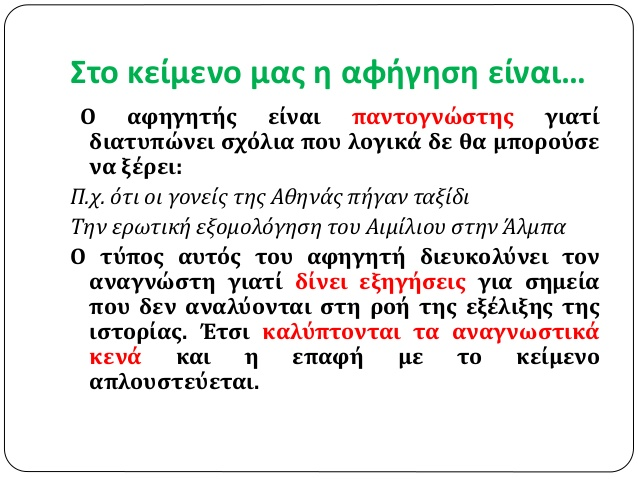 Στο κείμενο μας η αφήγηση είναι…
Ο αφηγητής είναι παντογνώστης γιατί
διατυπώνει σχόλια που λογικά δε θα μπορούσε
να ξέρει:
Π.χ. ότι οι γονείς της Αθηνάς πήγαν ταξίδι
Την ερωτική εξομολόγηση του Αιμίλιου στην Άλμπα
Ο τύπος αυτός του αφηγητή διευκολύνει τον
αναγνώστη γιατί δίνει εξηγήσεις για σημεία
που δεν αναλύονται στη ροή της εξέλιξης της
ιστορίας. Έτσι καλύπτονται τα αναγνωστικά
κενά και η επαφή με το κείμενο
απλουστεύεται.